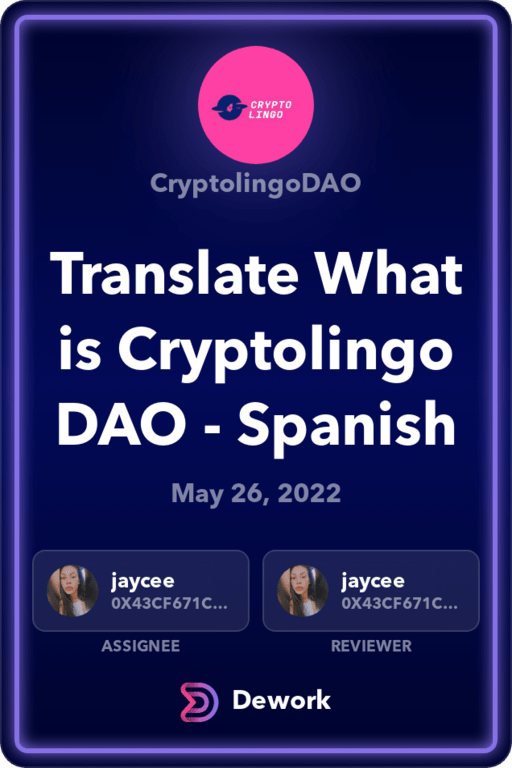 CRYPTO
LINGO
CryptolingoDAO
Translate What
is Cryptolingo
DAO - Spanish
May 26, 2022
jaycee
0X43CF671C...
jaycee
0X43CF671C...
ASSIGNEE
REVIEWER
Dework